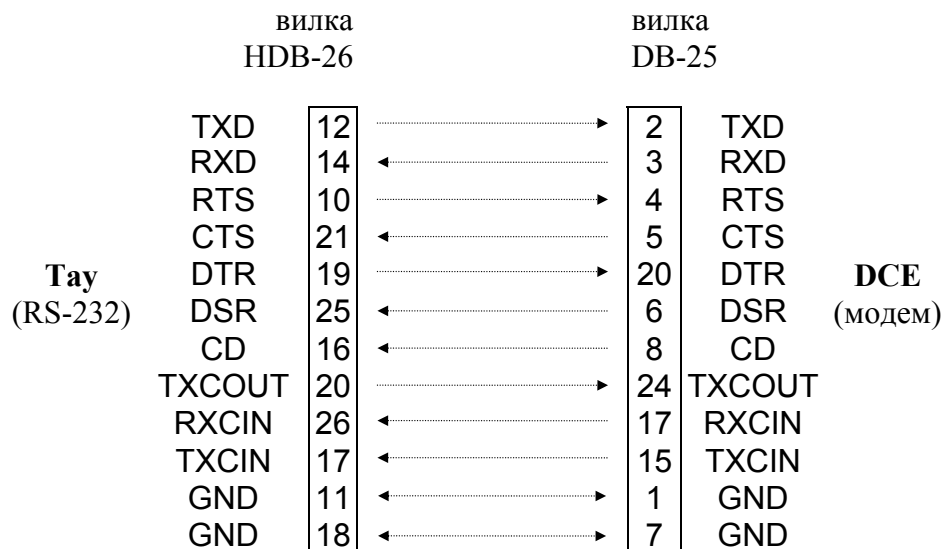 вилка вилка
HDB-26 DB-25
TXD 12 2 TXD
RXD 14 3 RXD
RTS 10 4 RTS
CTS 21 5 CTS
Тау DTR 19 20 DTR DCE
(RS-232) DSR 25 6 DSR (модем)
CD 16 8 CD
TXCOUT 20 24 TXCOUT
RXCIN 26 17 RXCIN
TXCIN 17 15 TXCIN
GND 11 1 GND
GND 18 7 GND